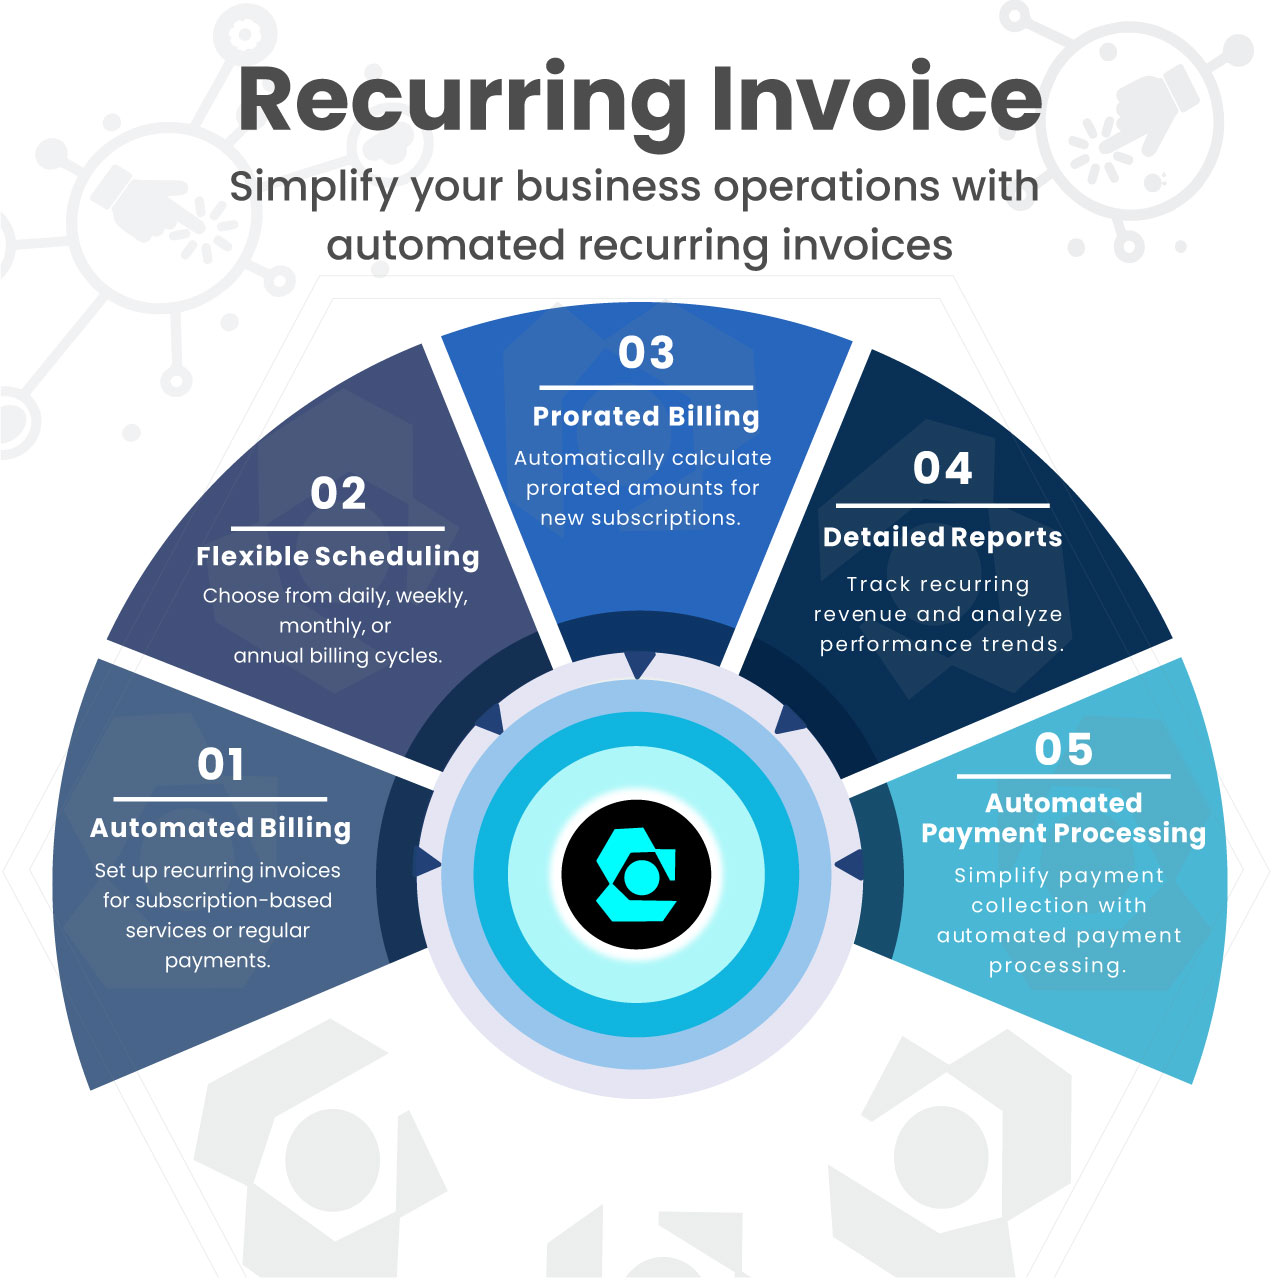 Recurring Invoice
Simplify your business operations with
automated recurring invoices
01
Automated Billing
Set up recurring invoices
for subscription-based
services or regular
payments.
02
Flexible Scheduling
Choose from daily, weekly,
monthly, or
annual billing cycles.
03
Prorated Billing
Automatically calculate
prorated amounts for
new subscriptions.
04
Detailed Reports
Track recurring
revenue and analyze
performance trends.
05
Automated
Payment Processing
Simplify payment
collection with
automated payment
processing.